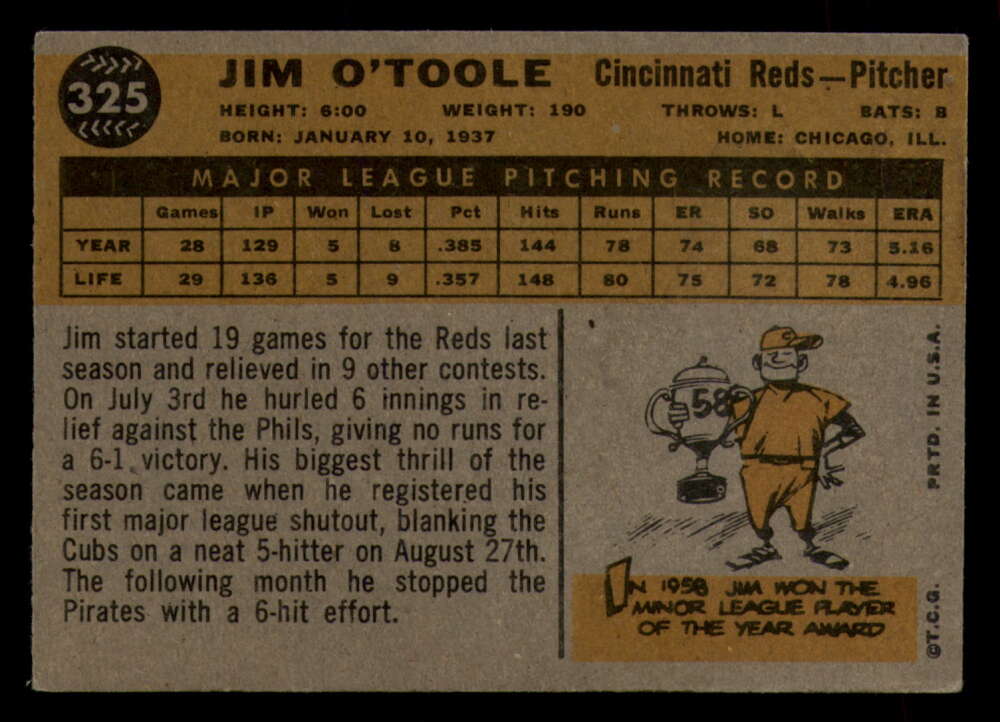 325
JIM O'TOOLE Cincinnati Reds—Pitcher
HEIGHT: 6:00 WEIGHT: 190 THROWS: L BATS: B
BORN: JANUARY 10, 1937 HOME: CHICAGO, ILL.
MAJOR LEAGUE PITCHING RECORD
Games IP Won Lost Pct Hits Runs ER SO Walks ERA
YEAR 28 129 5 8 .385 144 78 74 68 73 5.16
LIFE 29 136 5 9 .357 148 80 75 72 78 4.96
Jim started 19 games for the Reds last
season and relieved in 9 other contests.
On July 3rd he hurled 6 innings in re-
lief against the Phils, giving no runs for
a 6-1 victory. His biggest thrill of the
season came when he registered his
first major league shutout, blanking the
Cubs on a neat 5-hitter on August 27th.
The following month he stopped the
Pirates with a 6-hit effort.
C
58
IN 1958 JIM WON THE
MINOR LEAGUE PLAYER
OF THE YEAR AWARD
©T.C.G. PRTD. IN U.S.A.